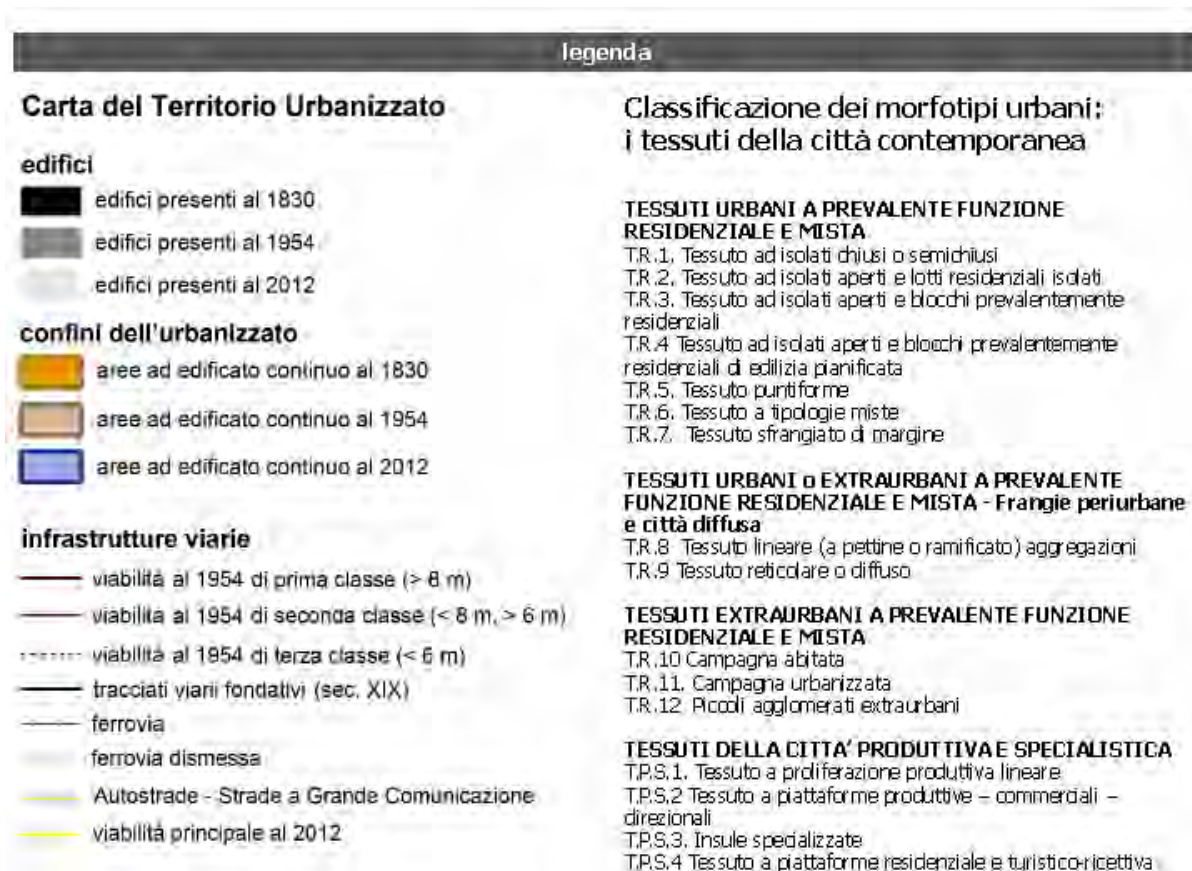 legenda
Carta del Territorio Urbanizzato
edifici
edifici presenti al 1830
edifici presenti al 1954
edifici presenti al 2012
confini dell'urbanizzato
aree ad edificato continuo al 1830
aree ad edificato continuo al 1954
aree ad edificato continuo al 2012
infrastrutture viarie
viabilità al 1954 di prima classe (> 8 m)
viabilità al 1954 di seconda classe (< 8 m, > 6 m)
viabilità al 1954 di terza classe (< 6 m)
tracciati viarii fondativi (sec. XIX)
ferrovia
ferrovia dismessa
Autostrade - Strade a Grande Comunicazione
viabilità principale al 2012
Classificazione dei morfotipi urbani:
i tessuti della città contemporanea
TESSUTI URBANI A PREVALENTE FUNZIONE
RESIDENZIALE E MISTA
T.R.1. Tessuto ad isolati chiusi o semichiusi
T.R.2. Tessuto ad isolati aperti e lotti residenziali isolati
T.R.3. Tessuto ad isolati aperti e blocchi prevalentemente
residenziali
T.R.4 Tessuto ad isolati aperti e blocchi prevalentemente
residenziali di edilizia pianificata
T.R.5. Tessuto puntiforme
T.R.6. Tessuto a tipologie miste
T.R.7. Tessuto sfrangiato di margine
TESSUTI URBANI o EXTRAURBANI A PREVALENTE
FUNZIONE RESIDENZIALE E MISTA - Frangie periurbane
e città diffusa
T.R.8 Tessuto lineare (a pettine o ramificato) aggregazioni
T.R.9 Tessuto reticolare o diffuso
TESSUTI EXTRAURBANI A PREVALENTE FUNZIONE
RESIDENZIALE E MISTA
T.R.10 Campagna abitata
T.R.11. Campagna urbanizzata
T.R.12. Piccoli agglomerati extraurbani
TESSUTI DELLA CITTA' PRODUTTIVA E SPECIALISTICA
T.P.S.1. Tessuto a proliferazione produttiva lineare
T.P.S.2 Tessuto a piattaforme produttive – commerciali –
direzionali
T.P.S.3. Insule specializzate
T.P.S.4 Tessuto a piattaforme residenziale e turistico-ricettiva